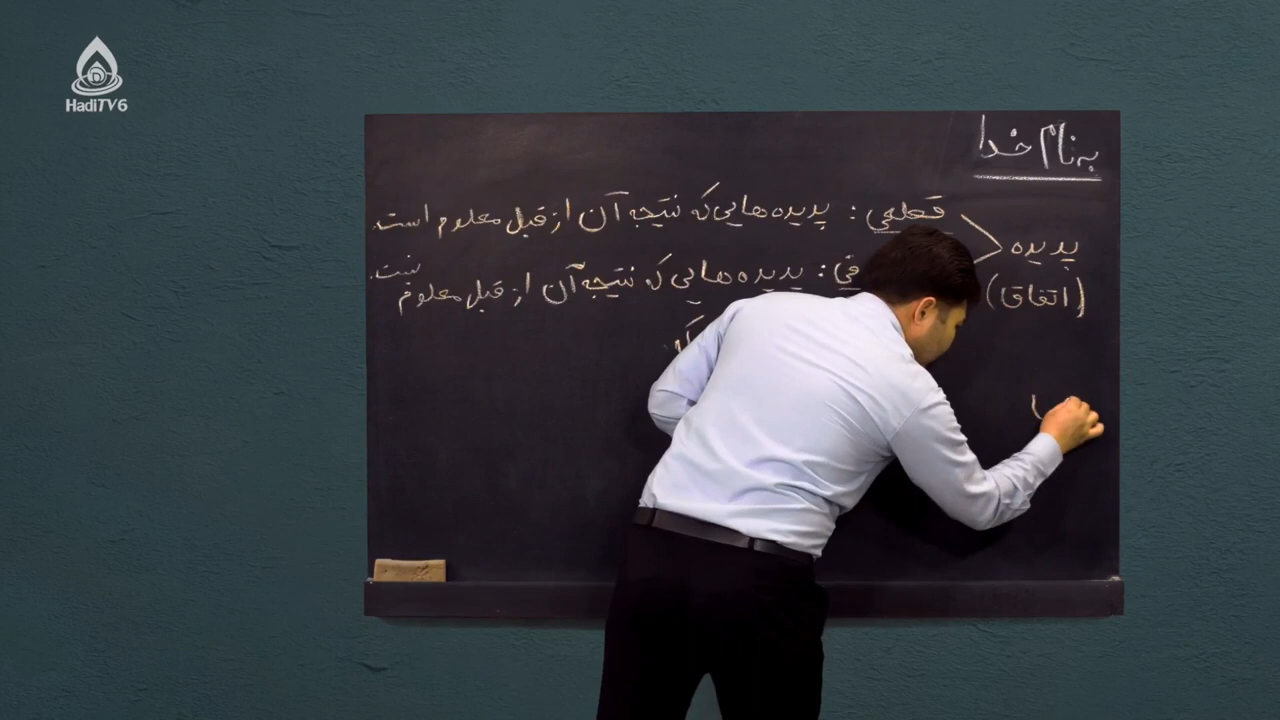 HadiTV6
به نام خدا
پدیده (اتفاق)
قطعی: پدیده هایی که نتیجه آن از قبل معلوم است.
پدیده هایی که نتیجه آن از قبل معلوم نیست.